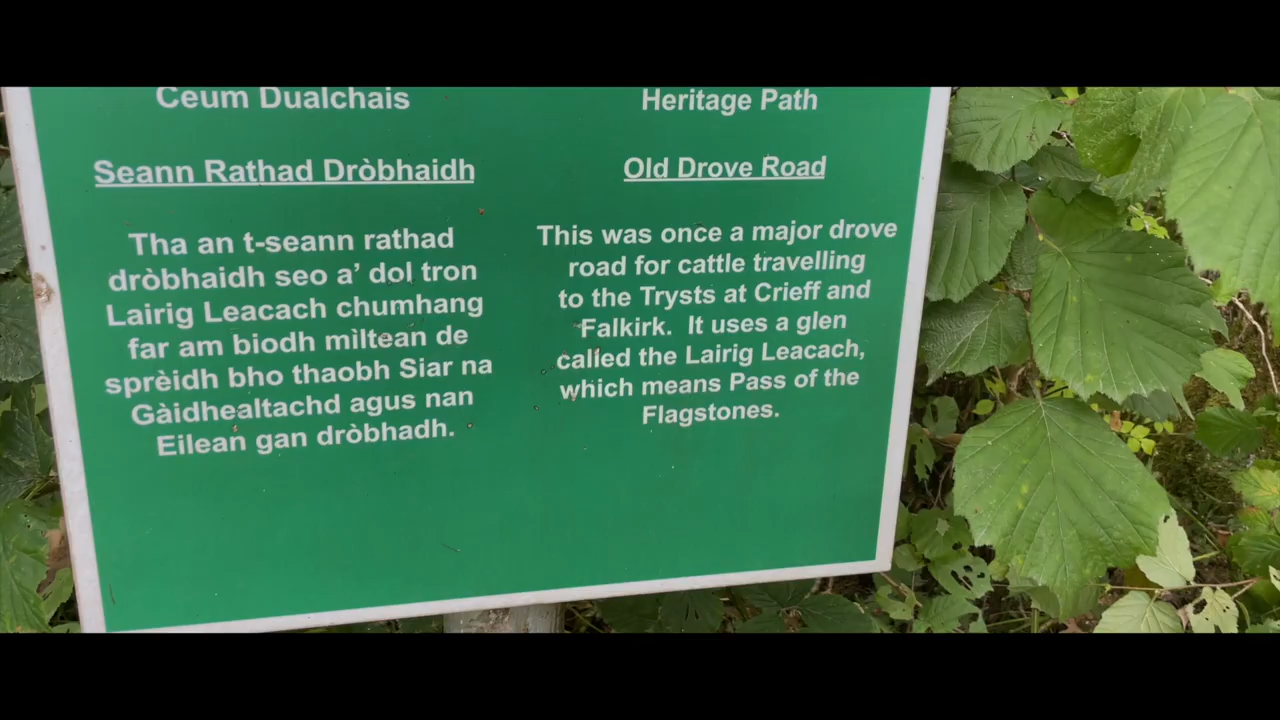 Ceum Dualchais
Seann Rathad Dròbhaidh
Tha an t-seann rathad
dròbhaidh seo a’ dol tron
Lairig Leacach chumhang
far am biodh mìltean de
sprèidh bho thaobh Siar na
Gàidhealtachd agus nan
Eilean gan dròbhadh.
Heritage Path
Old Drove Road
This was once a major drove
road for cattle travelling
to the Trysts at Crieff and
Falkirk. It uses a glen
called the Lairig Leacach,
which means Pass of the
Flagstones.